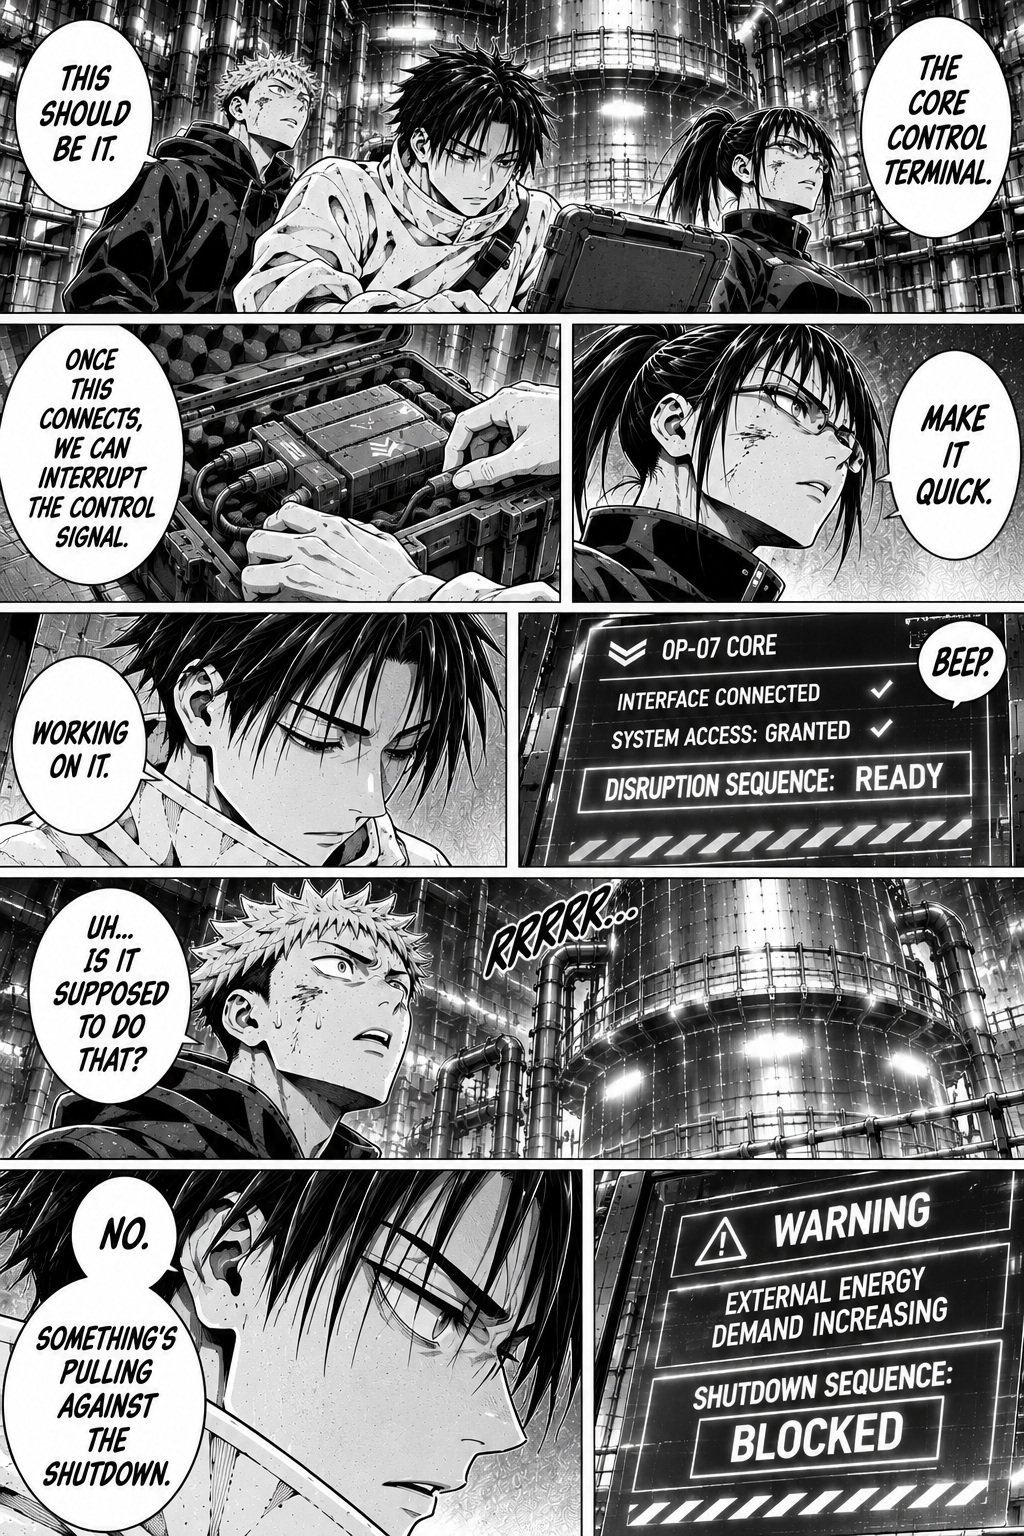 THIS
SHOULD
BE IT.
THE
CORE
CONTROL
TERMINAL.
ONCE
THIS
CONNECTS,
WE CAN
INTERRUPT
THE CONTROL
SIGNAL.
MAKE
IT
QUICK.
WORKING
ON IT.
OP-07 CORE
INTERFACE CONNECTED ✓
SYSTEM ACCESS: GRANTED ✓
DISRUPTION SEQUENCE: READY
BEEP.
UH...
IS IT
SUPPOSED
TO DO
THAT?
RRRRR...
NO.
SOMETHING'S
PULLING
AGAINST
THE
SHUTDOWN.
WARNING
EXTERNAL ENERGY
DEMAND INCREASING
SHUTDOWN SEQUENCE:
BLOCKED